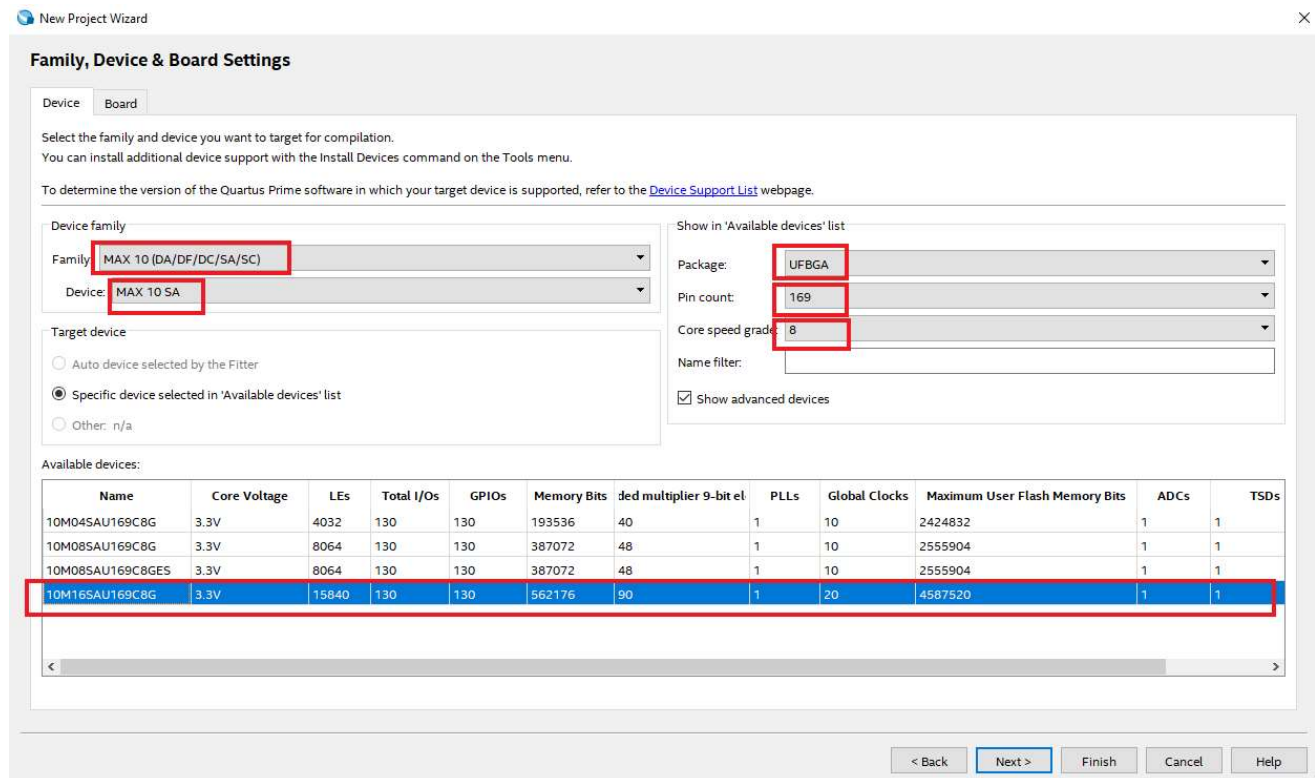 New Project Wizard
Family, Device & Board Settings
Device Board
Select the family and device you want to target for compilation.
You can install additional device support with the Install Devices command on the Tools menu.
To determine the version of the Quartus Prime software in which your target device is supported, refer to the Device Support List webpage.
Device family
Family: MAX 10 (DA/DF/DC/SA/SC)
Device: MAX 10 SA
Target device
Auto device selected by the Fitter
Specific device selected in 'Available devices' list
Other: n/a
Show in 'Available devices' list
Package: UFBGA
Pin count: 169
Core speed grade: 8
Name filter:
Show advanced devices
Available devices:
Name Core Voltage LEs Total I/Os GPIOs Memory Bits ded multiplier 9-bit el PLLs Global Clocks Maximum User Flash Memory Bits ADCs TSDs
10M04SAU169C8G 3.3V 4032 130 130 193536 40 1 10 2424832 1 1
10M08SAU169C8G 3.3V 8064 130 130 387072 48 1 10 2555904 1 1
10M08SAU169C8GES 3.3V 8064 130 130 387072 48 1 10 2555904 1 1
10M16SAU169C8G 3.3V 15840 130 130 562176 90 1 20 4587520 1 1
< Back Next > Finish Cancel Help